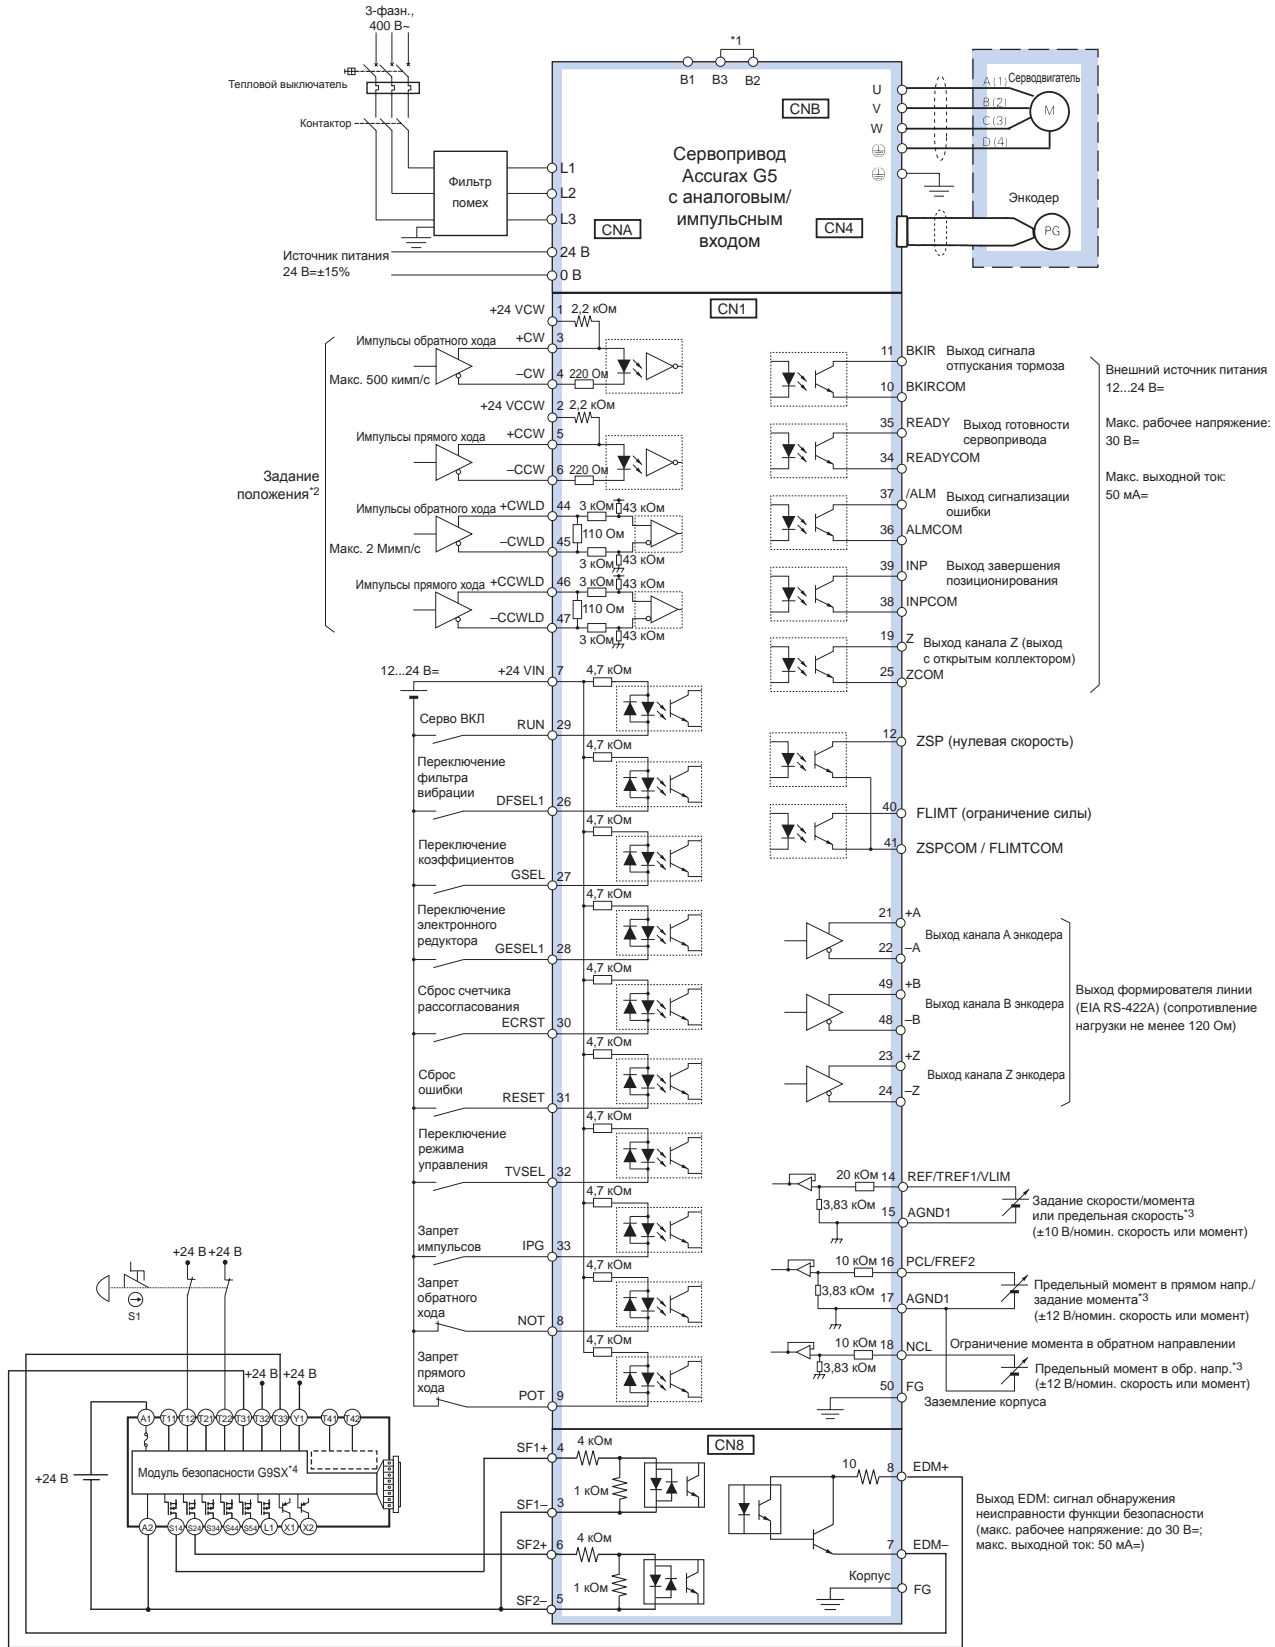 3-фазн.,
400 В~
Тепловой выключатель
Контактор
Фильтр
помех
L1
L2
L3
24 В
0 В
Источник питания
24 В=±15%
*1
B1
B3
B2
CNB
CNA
CN4
Сервопривод
Accurax G5
с аналоговым/
импульсным
входом
U
V
W
A (1)
B (2)
C (3)
D (4)
Серводвигатель
M
Энкодер
PG
CN1
+24 VCW 1 2,2 кОм
Импульсы обратного хода +CW 3
Макс. 500 кимп/с –CW 4 220 Ом
+24 VCCW 2 2,2 кОм
Импульсы прямого хода +CCW 5
–CCW 6 220 Ом
Задание
положения*2
Импульсы обратного хода +CWLD 44 3 кОм 43 кОм
110 Ом
Макс. 2 Мимп/с –CWLD 45
3 кОм 43 кОм
Импульсы прямого хода +CCWLD 46 3 кОм 43 кОм
110 Ом
–CCWLD 47
3 кОм 43 кОм
12...24 В= +24 VIN 7 4,7 кОм
Серво ВКЛ RUN 29
4,7 кОм
Переключение
фильтра
вибрации
DFSEL1 26
4,7 кОм
Переключение
коэффициентов
GSEL 27
4,7 кОм
Переключение
электронного
редуктора
GESEL1 28
4,7 кОм
Сброс счетчика
рассогласования
ECRST 30
4,7 кОм
Сброс
ошибки
RESET 31
4,7 кОм
Переключение
режима
управления
TVSEL 32
4,7 кОм
Запрет
импульсов IPG 33
4,7 кОм
Запрет
обратного
хода
NOT 8
4,7 кОм
Запрет
прямого
хода
POT 9
11 BKIR Выход сигнала
отпускания тормоза
10 BKIRCOM
35 READY Выход готовности
сервопривода
34 READYCOM
37 /ALM Выход сигнализации
ошибки
36 ALMCOM
39 INP Выход завершения
позиционирования
38 INPCOM
19 Z Выход канала Z (выход
с открытым коллектором)
25 ZCOM
Внешний источник питания
12...24 В=
Макс. рабочее напряжение:
30 В=
Макс. выходной ток:
50 мА=
12 ZSP (нулевая скорость)
40 FLIMT (ограничение силы)
41 ZSPCOM / FLIMTCOM
21 +A
Выход канала A энкодера
22 –A
49 +B
Выход канала B энкодера
48 –B
23 +Z
Выход канала Z энкодера
24 –Z
Выход формирователя линии
(EIA RS-422A) (сопротивление
нагрузки не менее 120 Ом)
20 кОм 14 REF/TREF1/VLIM
3,83 кОм 15 AGND1
Задание скорости/момента
или предельная скорость*3
(±10 В/номин. скорость или момент)
10 кОм 16 PCL/FREF2
3,83 кОм 17 AGND1
Предельный момент в прямом напр./
задание момента*3
(±12 В/номин. скорость или момент)
10 кОм 18 NCL Ограничение момента в обратном направлении
3,83 кОм
Предельный момент в обр. напр.*3
(±12 В/номин. скорость или момент)
50 FG
Заземление корпуса
+24 В +24 В
S1
+24 В +24 В
A1 T11 T12 T21 T22 T31 T32 T33 Y1 T41 T42
Модуль безопасности G9SX*4
+24 В
A2 S14 S24 S34 S44 S54 L1 X1 X2
CN8
SF1+ 4 4 кОм
1 кОм
SF1– 3
SF2+ 6 4 кОм
1 кОм
SF2– 5
10 8 EDM+
7 EDM–
Выход EDM: сигнал обнаружения
неисправности функции безопасности
(макс. рабочее напряжение: до 30 В=;
макс. выходной ток: 50 мА=)
Корпус
FG